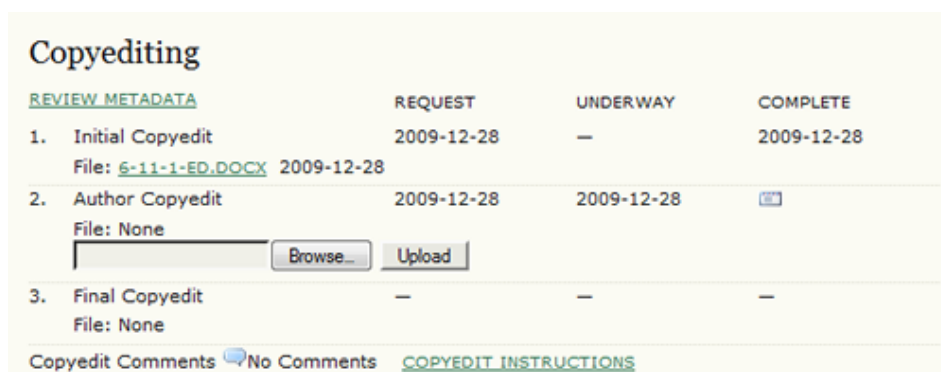 Copyediting
REVIEW METADATA REQUEST UNDERWAY COMPLETE
1. Initial Copyedit 2009-12-28 — 2009-12-28
File: 6-11-1-ED.DOCX 2009-12-28
2. Author Copyedit 2009-12-28 2009-12-28
File: None
Browse... Upload
3. Final Copyedit — — —
File: None
Copyedit Comments No Comments COPYEDIT INSTRUCTIONS